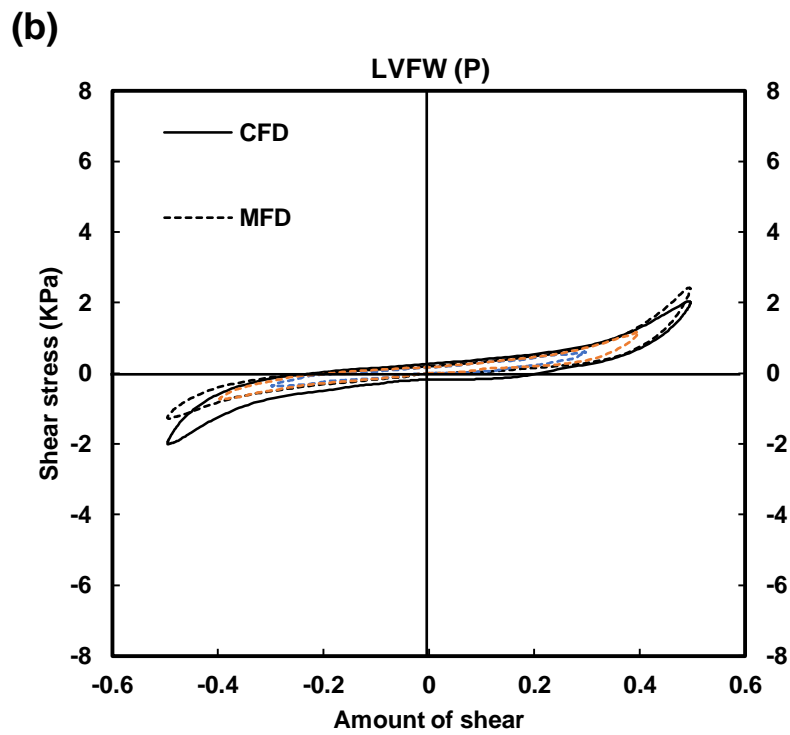 (b)
LVFW (P)
8 8
CFD
6 6
MFD
4 4
2 2
0 0
-2 -2
-4 -4
-6 -6
-8 -8
Shear stress (KPa)
-0.6 -0.4 -0.2 0 0.2 0.4 0.6
Amount of shear